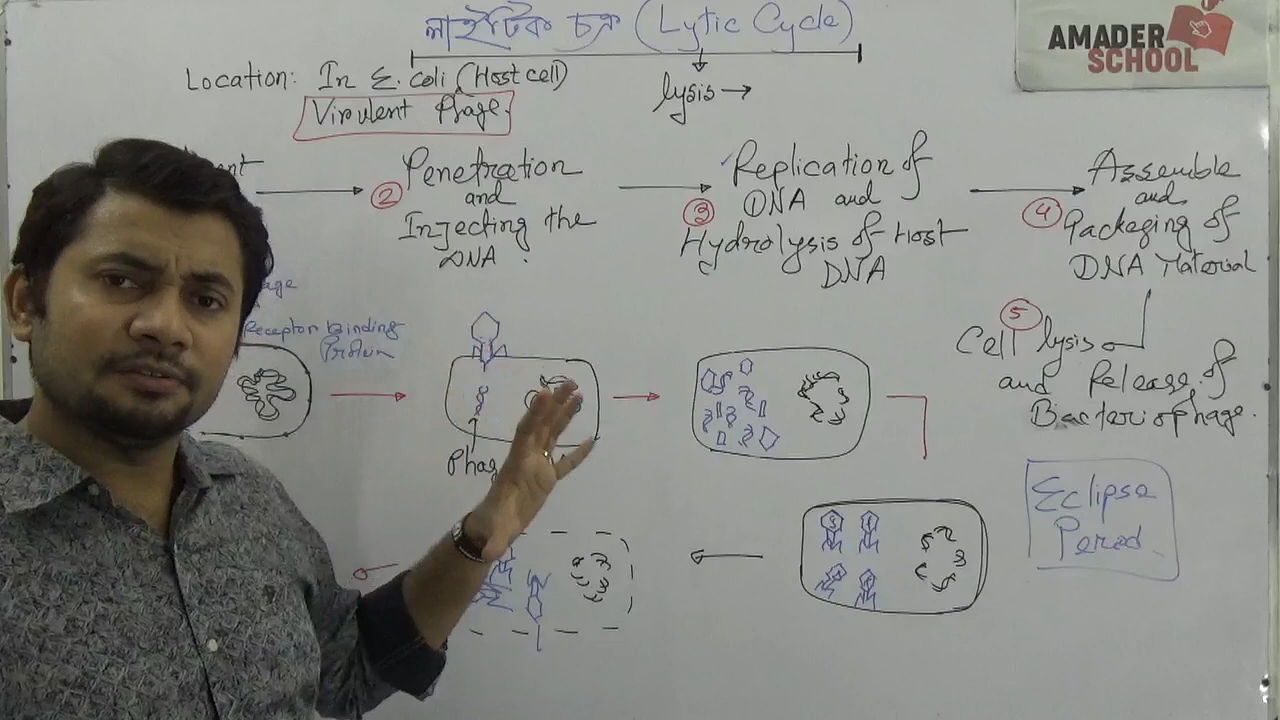 লাইটিক চক্র (Lytic Cycle)
AMADER
SCHOOL
Location: In E. coli (Host cell)
lysis →
Virulent Phage
② Penetration
and
Injecting the
DNA.
③ Replication of
DNA and
Hydrolysis of Host
DNA
④ Assemble
and
Packaging of
DNA Material
⑤ Cell lysis
and Release of
Bacteriophage.
Receptor Binding
Protein
Eclipse
Period